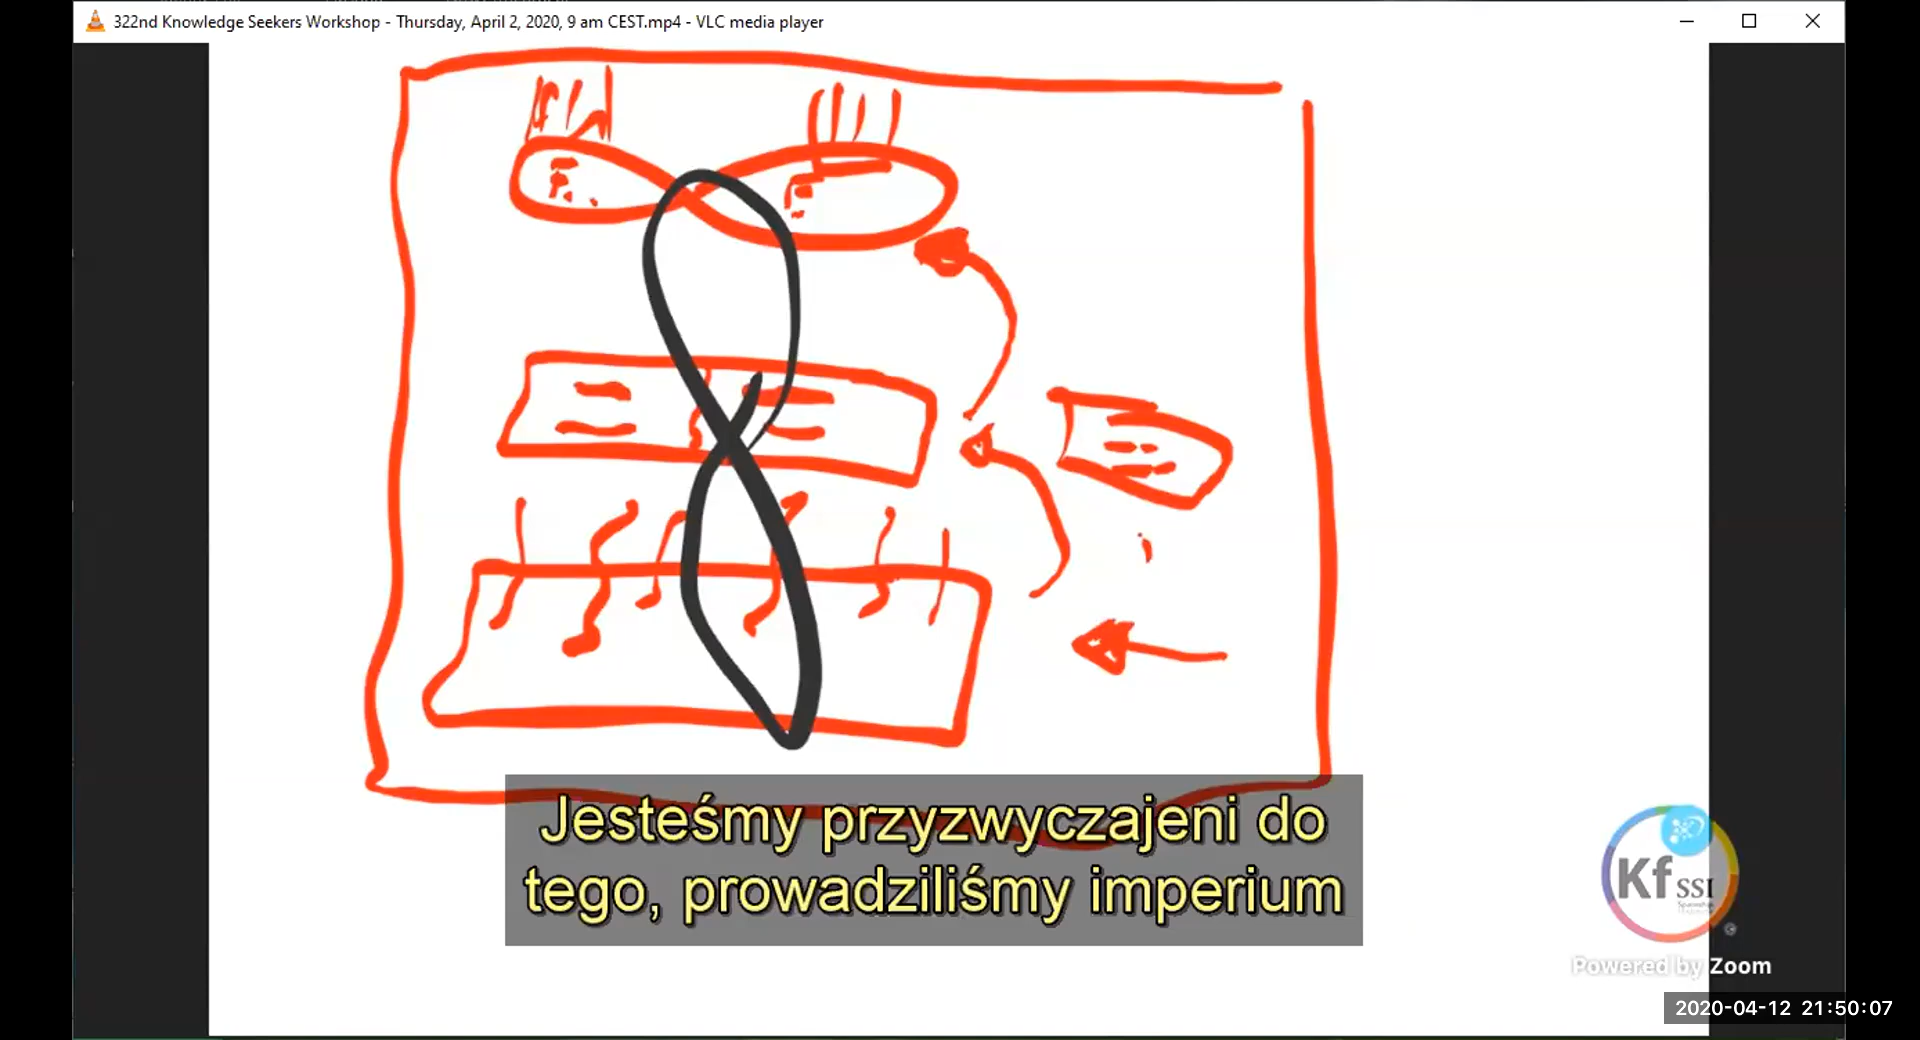 322nd Knowledge Seekers Workshop - Thursday, April 2, 2020, 9 am CEST.mp4 - VLC media player
Jesteśmy przyzwyczajeni do
tego, prowadziliśmy imperium
Kf SSI
Powered by Zoom
2020-04-12 21:50:07